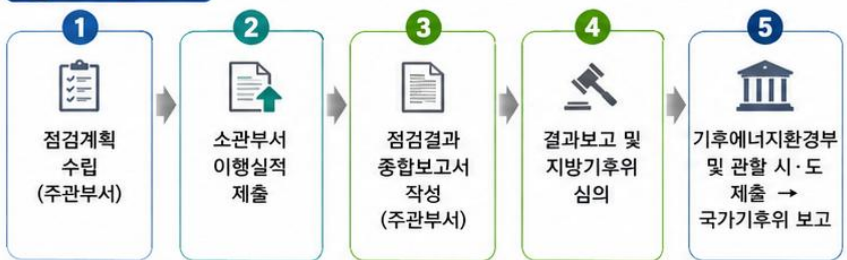 1
점검계획
수립
(주관부서)
2
소관부서
이행실적
제출
3
점검결과
종합보고서
작성
(주관부서)
4
결과보고 및
지방기후위
심의
5
기후에너지환경부
및 관할 시·도
제출 →
국가기후위 보고